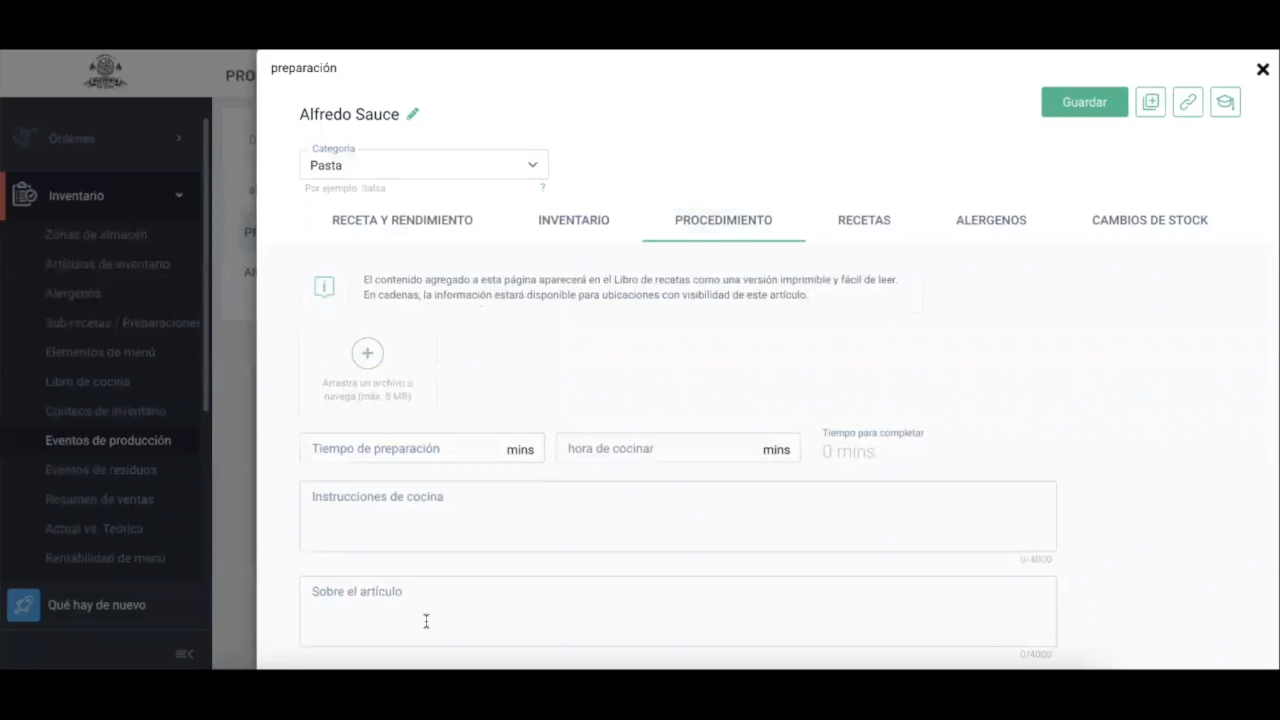 preparación
PRO
Alfredo Sauce
Guardar
Categoría
Pasta
Por ejemplo: Salsa
?
RECETA Y RENDIMIENTO
INVENTARIO
PROCEDIMIENTO
RECETAS
ALERGENOS
CAMBIOS DE STOCK
El contenido agregado a esta página aparecerá en el Libro de recetas como una versión imprimible y fácil de leer.
En cadenas, la información estará disponible para ubicaciones con visibilidad de este artículo.
Arrastra un archivo o
navega (máx. 5 MB)
Tiempo de preparación
mins
hora de cocinar
mins
Tiempo para completar
0 mins
Instrucciones de cocina
0/4000
Sobre el artículo
0/4000
Órdenes
Inventario
Zonas de almacén
Artículos de inventario
Alergenos
Sub-recetas / Preparaciones
Elementos de menú
Libro de cocina
Conteos de inventario
Eventos de producción
Eventos de residuos
Resumen de ventas
Actual vs. Teórica
Rentabilidad de menú
Qué hay de nuevo